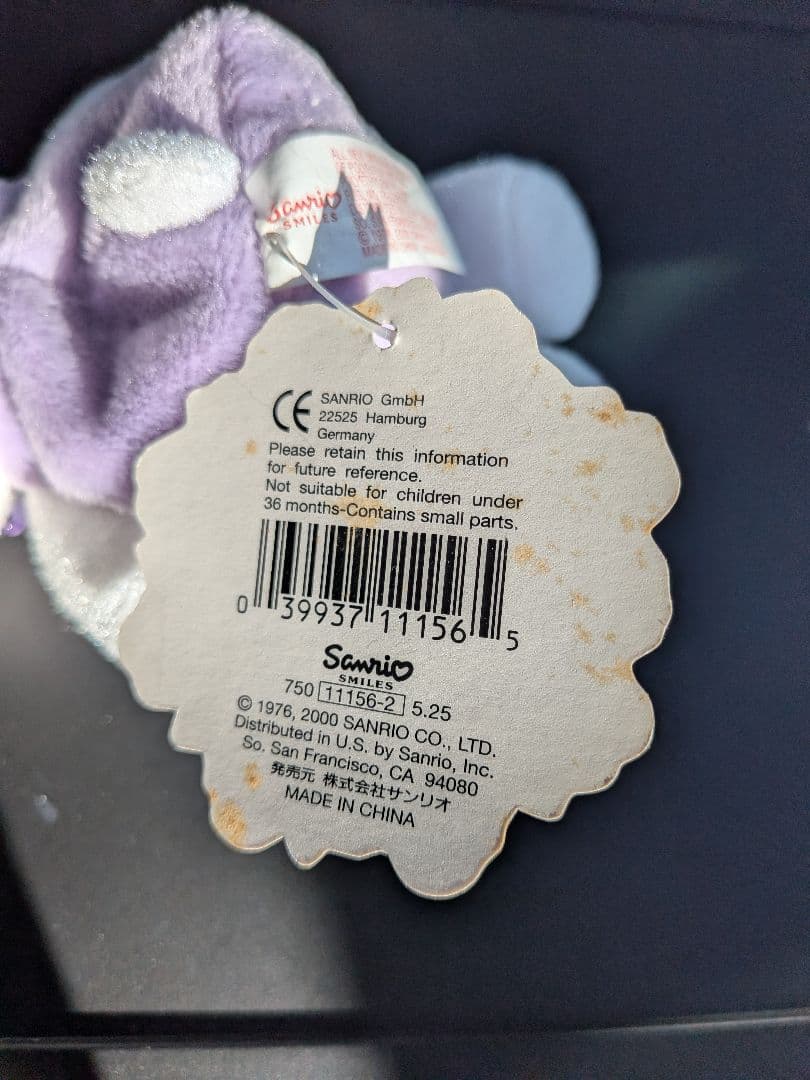 Sanrio
SMILES
CE SANRIO GmbH
22525 Hamburg
Germany
Please retain this information
for future reference.
Not suitable for children under
36 months-Contains small parts.
0 39937 11156 5
Sanrio
SMILES
750 11156-2 5.25
© 1976, 2000 SANRIO CO., LTD.
Distributed in U.S. by Sanrio, Inc.
So. San Francisco, CA 94080
発売元 株式会社サンリオ
MADE IN CHINA